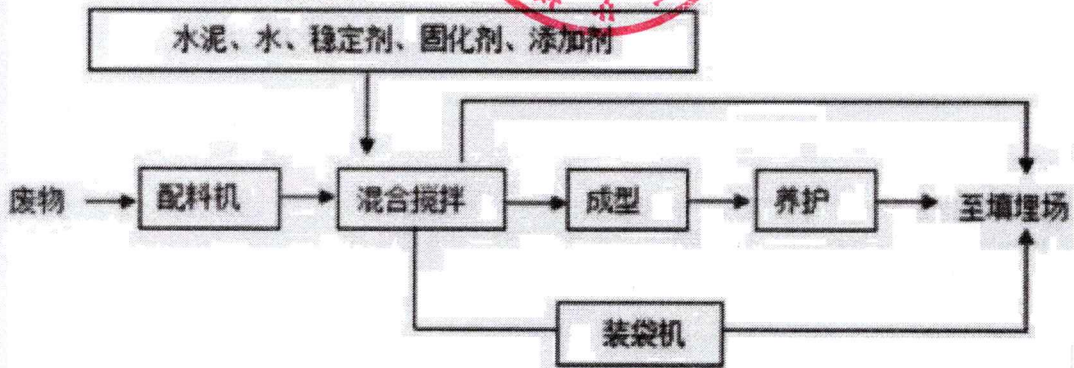 水泥、水、稳定剂、固化剂、添加剂
废物
配料机
混合搅拌
成型
养护
至填埋场
装袋机